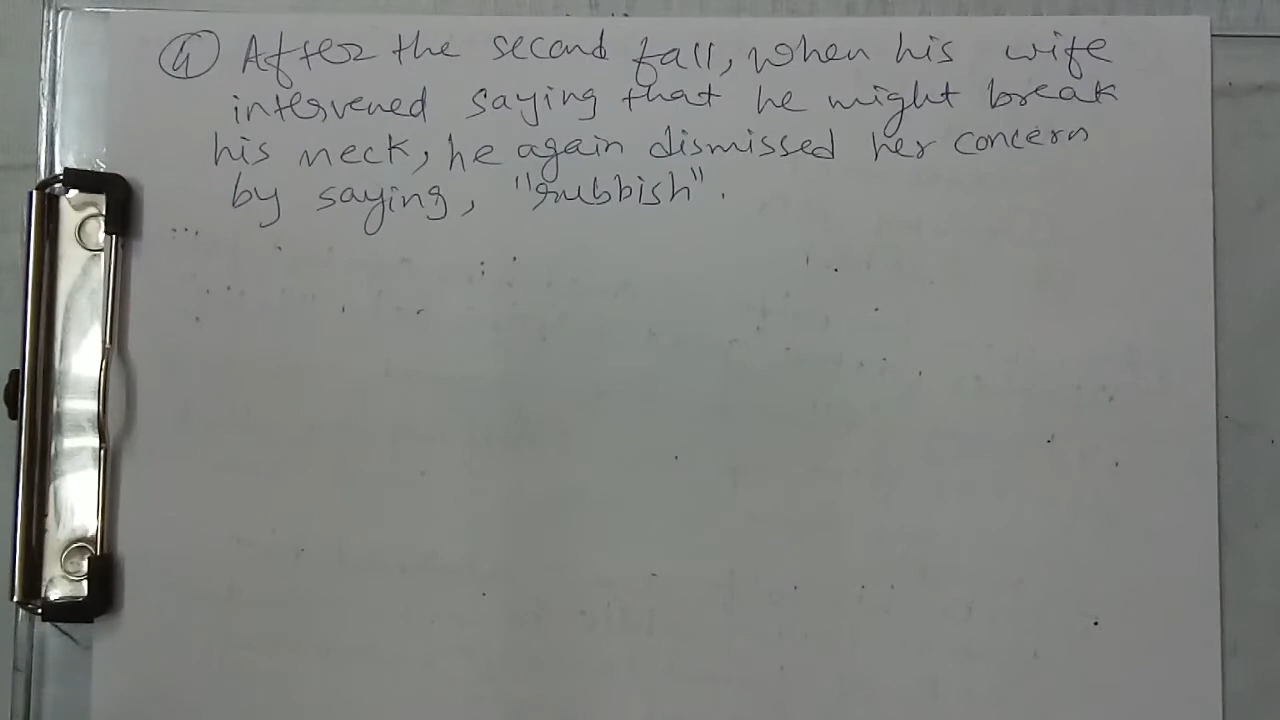 ④ After the second fall, when his wife
intervened saying that he might break
his neck, he again dismissed her concern
by saying, "rubbish".